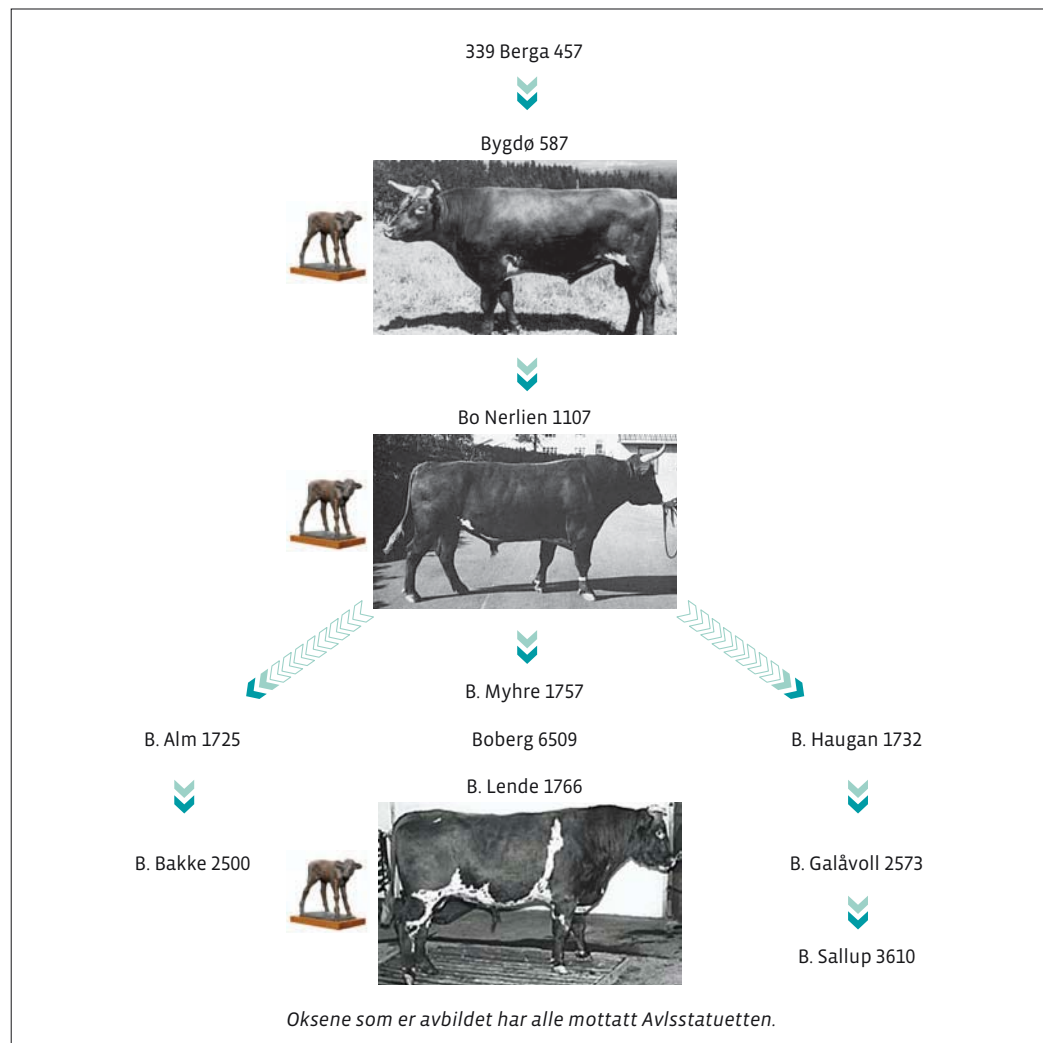 339 Berga 457
Bygdø 587
Bo Nerlien 1107
B. Myhre 1757
B. Alm 1725
Boberg 6509
B. Haugan 1732
B. Lende 1766
B. Bakke 2500
B. Galåvoll 2573
B. Sallup 3610
Oksene som er avbildet har alle mottatt Avlsstatuetten.